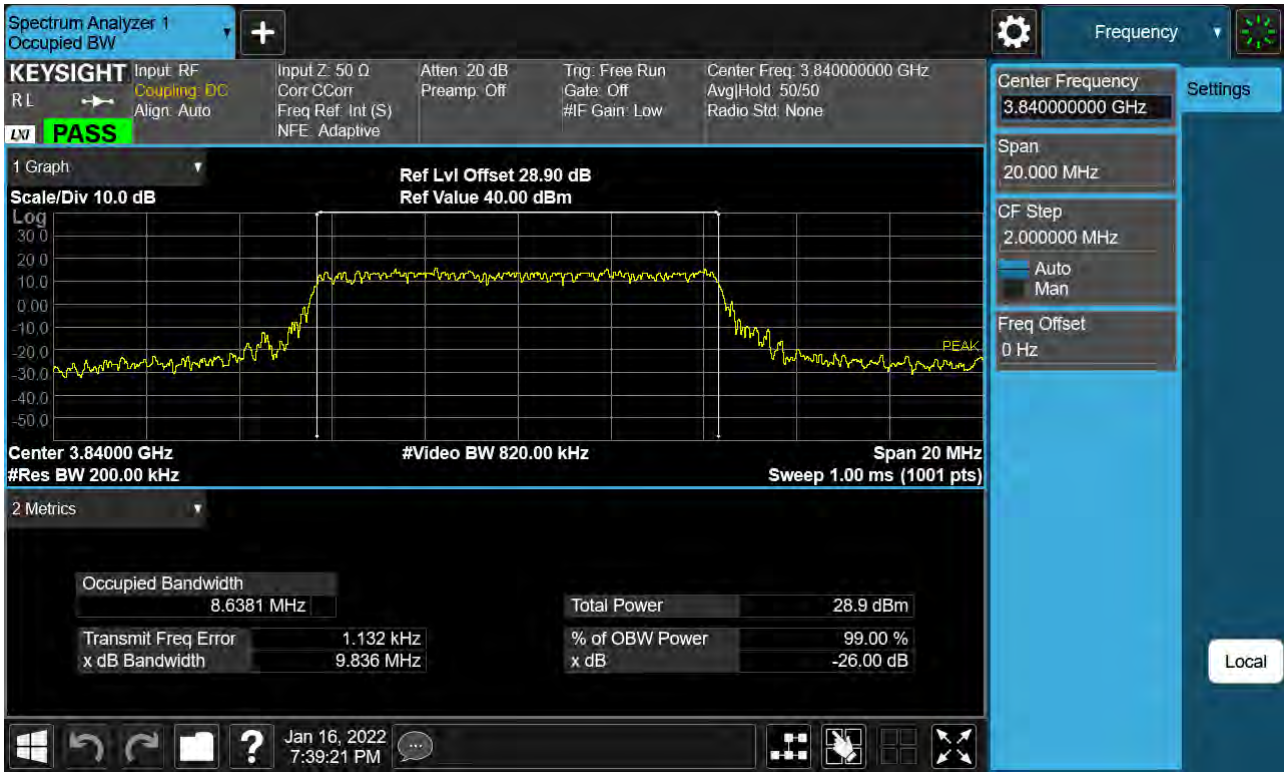 Spectrum Analyzer 1
Occupied BW
+
Frequency
KEYSIGHT
RL
LXI
PASS
Input: RF
Coupling: DC
Align: Auto
Input Z: 50 Ω
Corr CCorr
Freq Ref: Int (S)
NFE: Adaptive
Atten: 20 dB
Preamp: Off
Trig: Free Run
Gate: Off
#IF Gain: Low
Center Freq: 3.840000000 GHz
Avg|Hold: 50/50
Radio Std: None
1 Graph
Ref Lvl Offset 28.90 dB
Scale/Div 10.0 dB
Ref Value 40.00 dBm
Log
30.0
20.0
10.0
0.00
-10.0
-20.0
-30.0
-40.0
-50.0
PEAK
Center 3.84000 GHz
#Video BW 820.00 kHz
Span 20 MHz
#Res BW 200.00 kHz
Sweep 1.00 ms (1001 pts)
2 Metrics
Occupied Bandwidth
8.6381 MHz
Total Power 28.9 dBm
Transmit Freq Error 1.132 kHz
% of OBW Power 99.00 %
x dB Bandwidth 9.836 MHz
x dB -26.00 dB
Center Frequency
3.840000000 GHz
Settings
Span
20.000 MHz
CF Step
2.000000 MHz
Auto
Man
Freq Offset
0 Hz
Local
?
Jan 16, 2022
7:39:21 PM